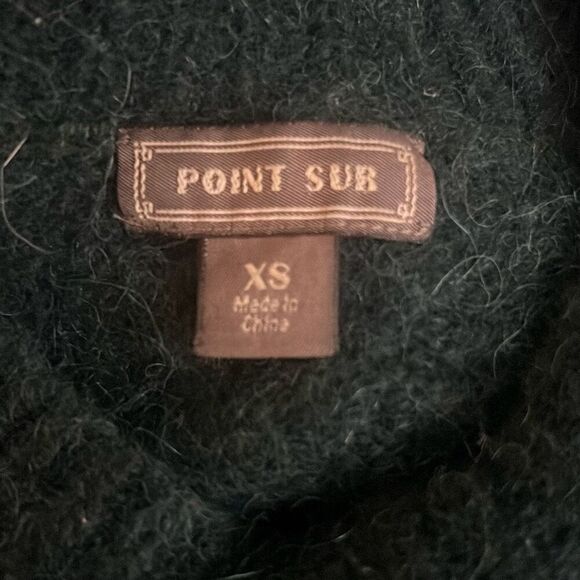 POINT SUR
XS
Made in
China